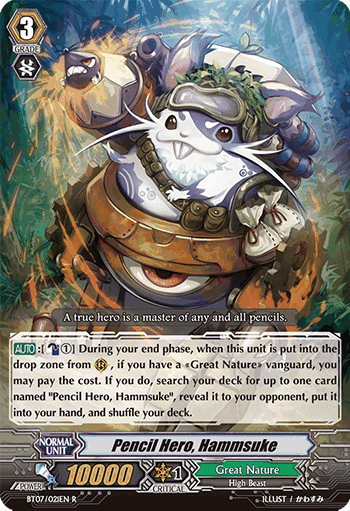 3
GRADE
A true hero is a master of any and all pencils.
AUTO:[1] During your end phase, when this unit is put into the
drop zone from R, if you have a «Great Nature» vanguard, you
may pay the cost. If you do, search your deck for up to one card
named "Pencil Hero, Hammsuke", reveal it to your opponent, put it
into your hand, and shuffle your deck.
NORMAL
UNIT
Pencil Hero, Hammsuke
POWER
10000
1
CRITICAL
Great Nature
High Beast
BT07/021EN R
ILLUST / かわすみ